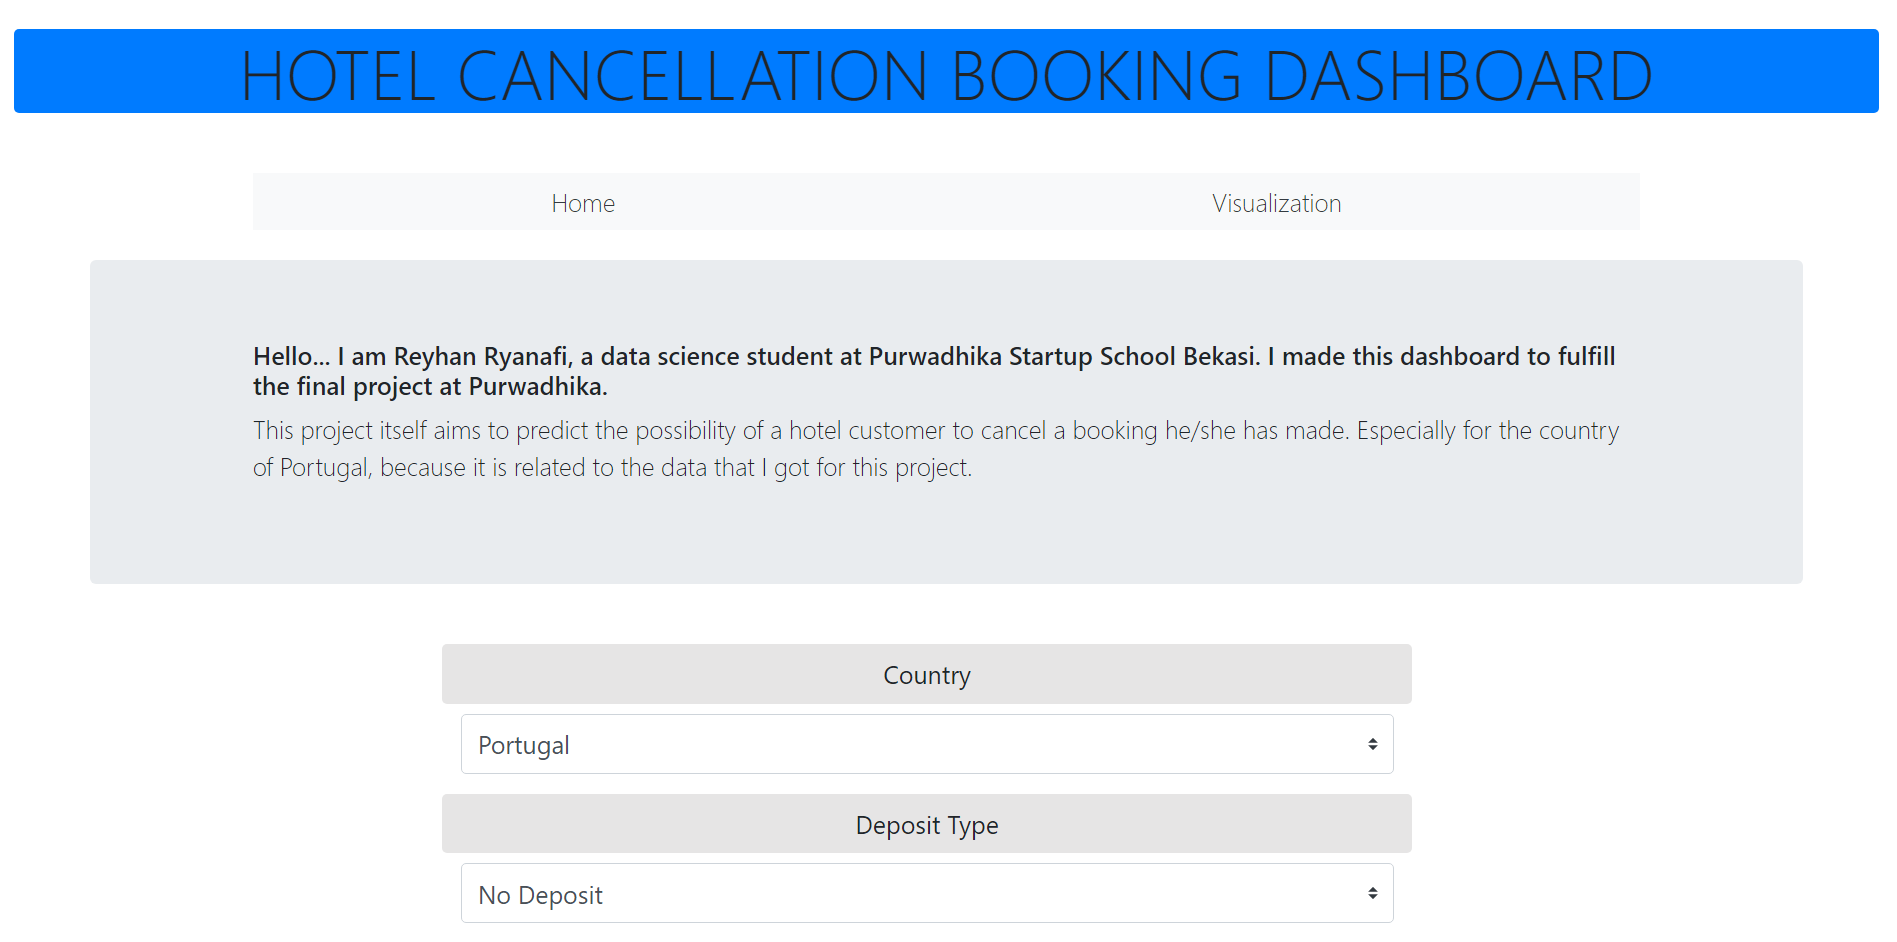 HOTEL CANCELLATION BOOKING DASHBOARD
Home
Visualization
Hello... I am Reyhan Ryanafi, a data science student at Purwadhika Startup School Bekasi. I made this dashboard to fulfill
the final project at Purwadhika.
This project itself aims to predict the possibility of a hotel customer to cancel a booking he/she has made. Especially for the country
of Portugal, because it is related to the data that I got for this project.
Country
Portugal
Deposit Type
No Deposit